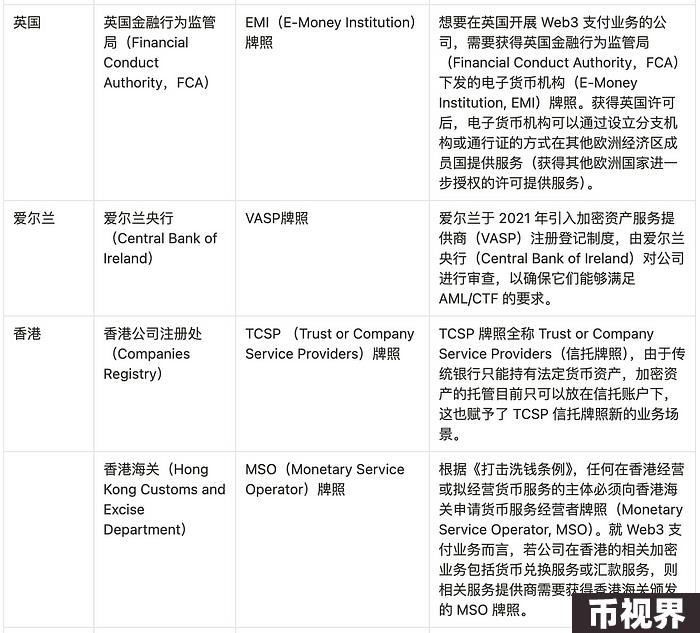 英国
英国金融行为监管
局（Financial
Conduct
Authority，FCA）
EMI（E-Money Institution）
牌照
想要在英国开展 Web3 支付业务的公
司，需要获得英国金融行为监管局
（Financial Conduct Authority，FCA）
下发的电子货币机构（E-Money
Institution, EMI）牌照。获得英国许可
后，电子货币机构可以通过设立分支机
构或通行证的方式在其他欧洲经济区成
员国提供服务（获得其他欧洲国家进一
步授权的许可提供服务）。
爱尔兰
爱尔兰央行
（Central Bank of
Ireland）
VASP牌照
爱尔兰于 2021 年引入加密资产服务提
供商（VASP）注册登记制度，由爱尔兰
央行（Central Bank of Ireland）对公司
进行审查，以确保它们能够满足
AML/CTF 的要求。
香港
香港公司注册处
（Companies
Registry）
TCSP （Trust or Company
Service Providers）牌照
TCSP 牌照全称 Trust or Company
Service Providers（信托牌照），由于传
统银行只能持有法定货币资产，加密资
产的托管目前只可以放在信托账户下，
这也赋予了 TCSP 信托牌照新的业务场
景。
香港海关（Hong
Kong Customs and
Excise
Department）
MSO（Monetary Service
Operator）牌照
根据《打击洗钱条例》，任何在香港经营
或拟经营货币服务的主体必须向香港海
关申请货币服务经营者牌照（Monetary
Service Operator, MSO）。就 Web3 支
付业务而言，若公司在香港的相关加密
业务包括货币兑换服务或汇款服务，则
相关服务提供商需要获得香港海关颁发
的 MSO 牌照。
币视界